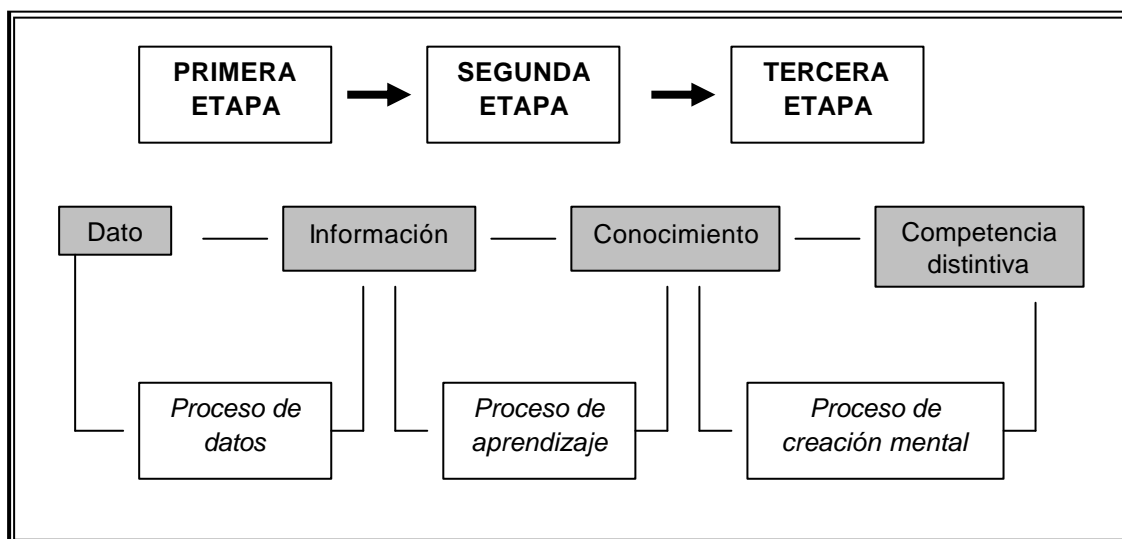 PRIMERA
ETAPA
SEGUNDA
ETAPA
TERCERA
ETAPA
Dato
Información
Conocimiento
Competencia
distintiva
Proceso de
datos
Proceso de
aprendizaje
Proceso de
creación mental